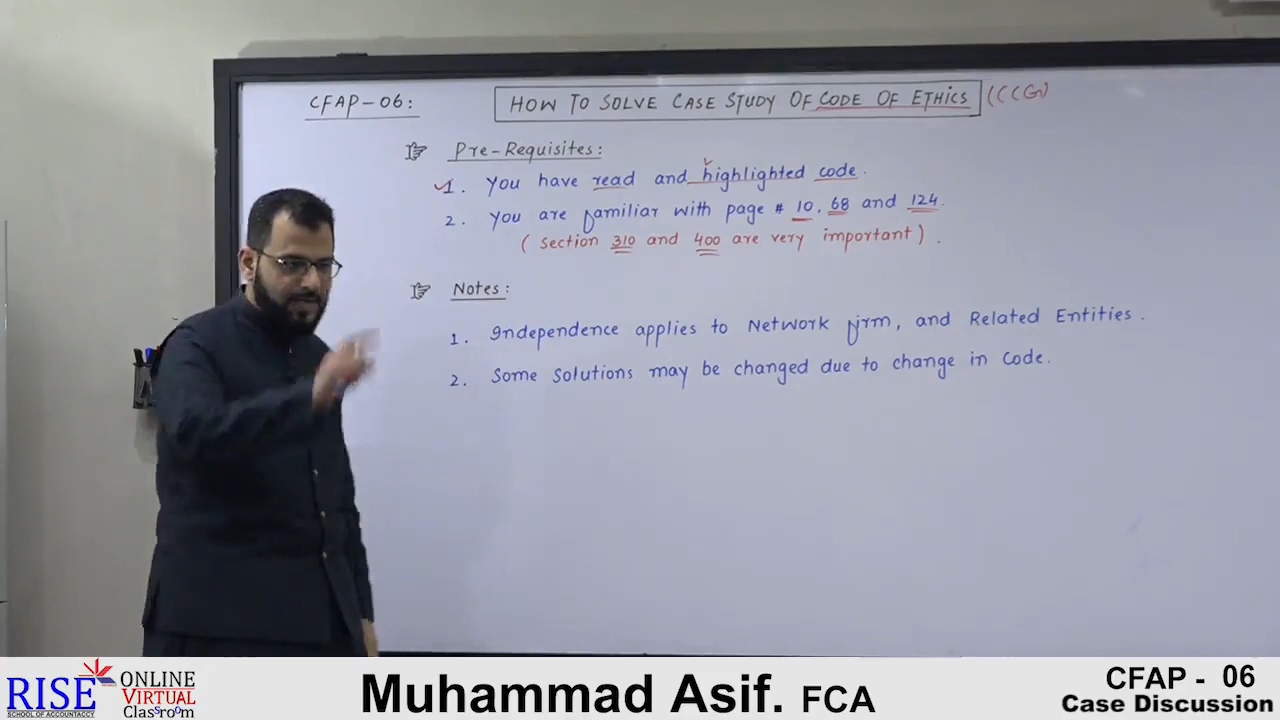 CFAP-06:
HOW TO SOLVE CASE STUDY OF CODE OF ETHICS
Pre-Requisites:
1. You have read and highlighted code.
2. You are familiar with page # 10, 68 and 124.
( section 310 and 400 are very important ).
Notes:
1. Independence applies to Network firm, and Related Entities.
2. Some solutions may be changed due to change in code.
RISE
SCHOOL OF ACCOUNTANCY
ONLINE
VIRTUAL
Classroom
Muhammad Asif. FCA
CFAP - 06
Case Discussion